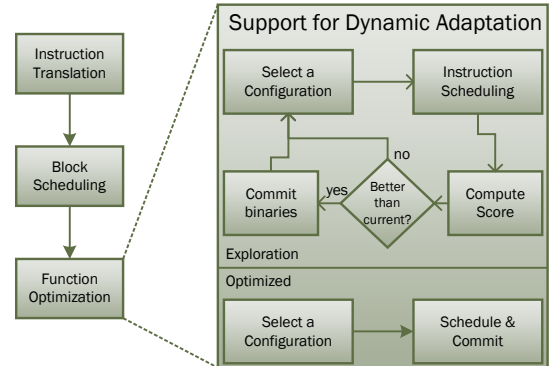 Instruction
Translation
Block
Scheduling
Function
Optimization
Support for Dynamic Adaptation
Select a
Configuration
Instruction
Scheduling
no
Commit
binaries
yes
Better
than
current?
Compute
Score
Exploration
Optimized
Select a
Configuration
Schedule &
Commit